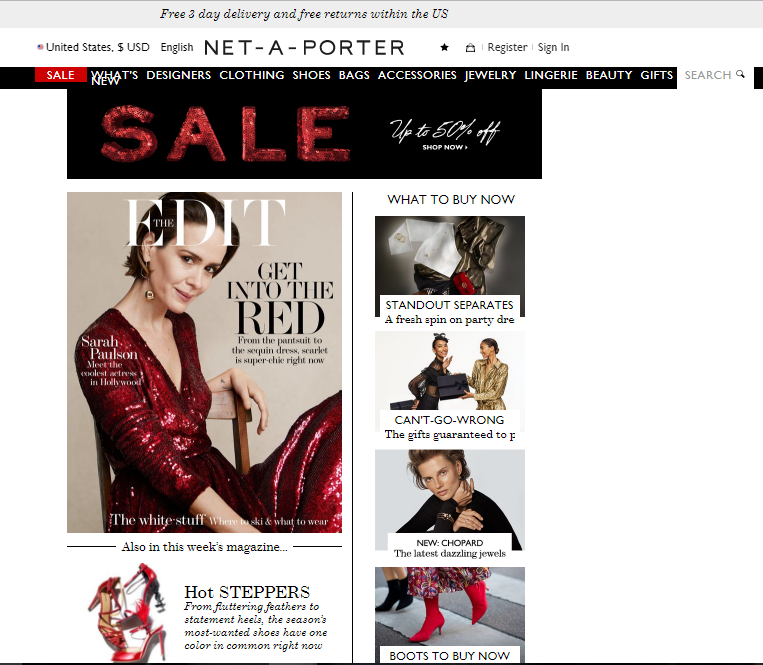 Free 3 day delivery and free returns within the US
United States, $ USD English NET-A-PORTER Register Sign In
SALE WHAT'S NEW DESIGNERS CLOTHING SHOES BAGS ACCESSORIES JEWELRY LINGERIE BEAUTY GIFTS SEARCH
SALE
Up to 50% off
SHOP NOW
THE EDIT
GET
INTO THE
RED
From the pantsuit to
the sequin dress, scarlet
is super-chic right now
Sarah
Paulson
Meet the
coolest actress
in Hollywood
The white stuff Where to ski & what to wear
Also in this week's magazine...
Hot STEPPERS
From fluttering feathers to
statement heels, the season's
most-wanted shoes have one
color in common right now
WHAT TO BUY NOW
STANDOUT SEPARATES
A fresh spin on party dre
CAN'T-GO-WRONG
The gifts guaranteed to p
NEW: CHOPARD
The latest dazzling jewels
BOOTS TO BUY NOW